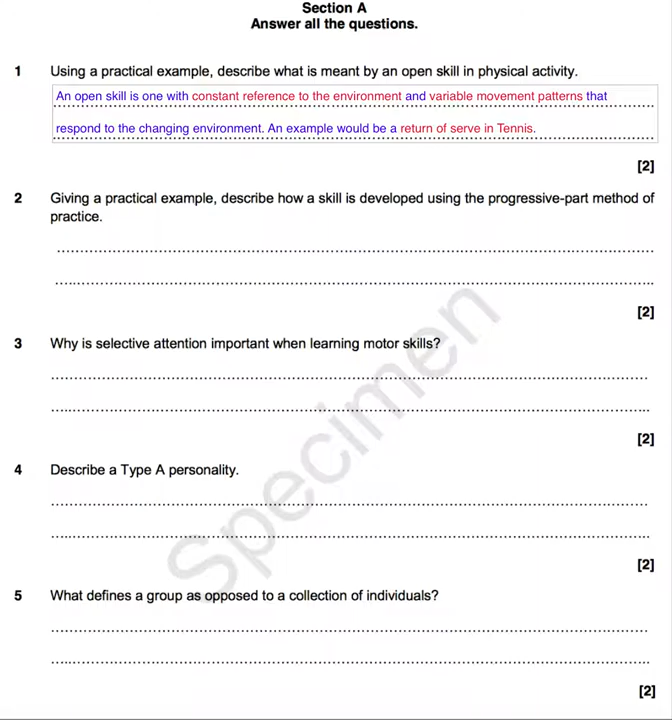 Section A
Answer all the questions.
1 Using a practical example, describe what is meant by an open skill in physical activity.
An open skill is one with constant reference to the environment and variable movement patterns that
respond to the changing environment. An example would be a return of serve in Tennis.
[2]
2 Giving a practical example, describe how a skill is developed using the progressive-part method of
practice.
[2]
3 Why is selective attention important when learning motor skills?
[2]
4 Describe a Type A personality.
[2]
5 What defines a group as opposed to a collection of individuals?
[2]
Specimen